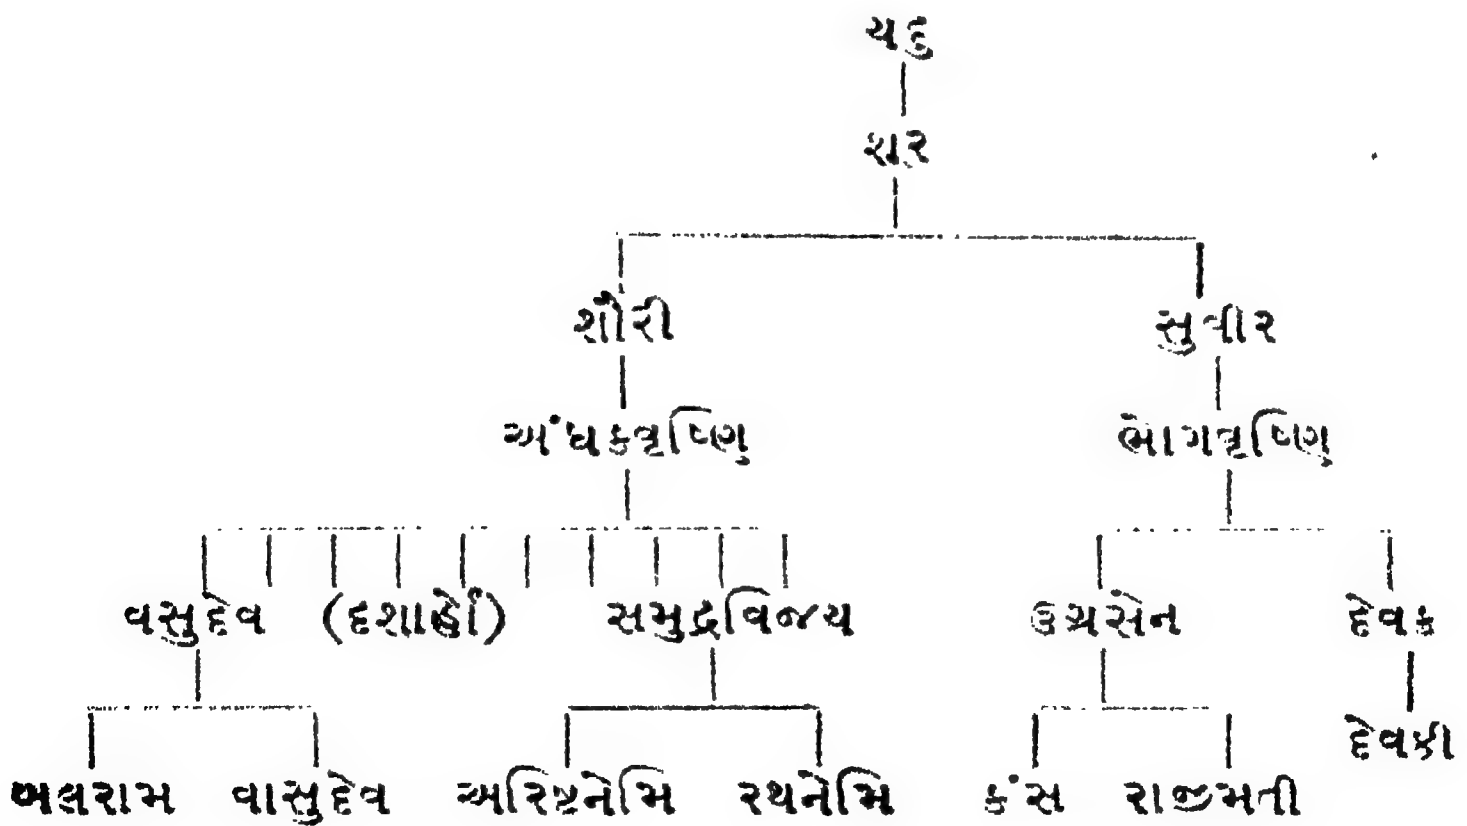 યદુ
શૂર
શૌરી સુવીર
અંધકવૃષ્ણિ ભોગવૃષ્ણિ
વસુદેવ (દશાર્હો) સમુદ્રવિજય ઉગ્રસેન દેવક
દેવકી
બલરામ વાસુદેવ અરિષ્ટનેમિ રથનેમિ કંસ રાજીમતી